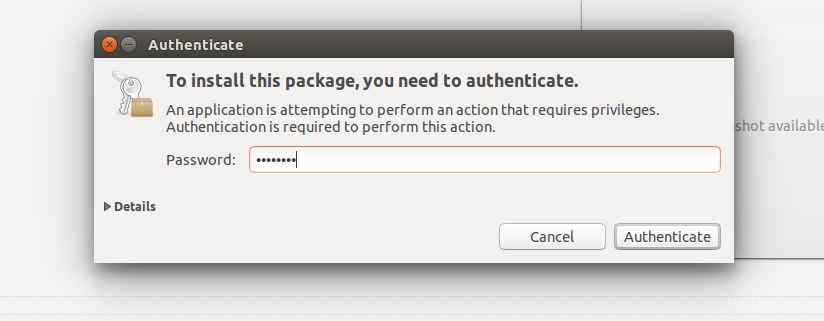 Authenticate
To install this package, you need to authenticate.
An application is attempting to perform an action that requires privileges.
Authentication is required to perform this action.
shot available
Password: ••••••••
Details
Cancel Authenticate